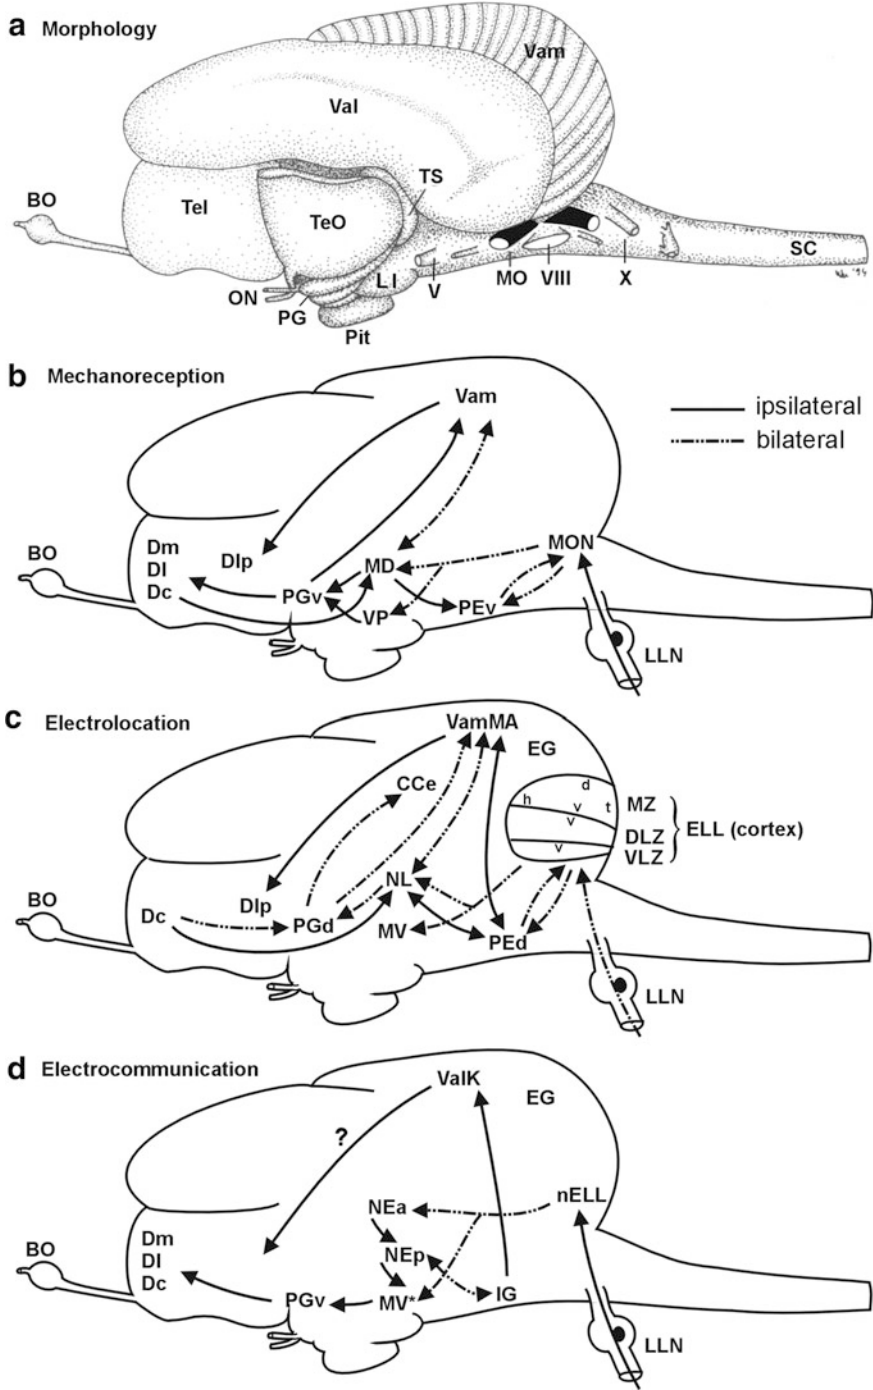 a Morphology
Vam
Val
BO
Tel
TS
TeO
SC
LI
V
MO
VIII
X
ON
PG
Pit
'94
b Mechanoreception
Vam
ipsilateral
bilateral
BO
Dm
Dl
Dc
Dlp
PGv
MD
VP
PEv
MON
LLN
c Electrolocation
VamMA
EG
CCe
d
h
v
t
v
v
MZ
DLZ
VLZ
ELL (cortex)
BO
Dc
Dlp
PGd
NL
MV
PEd
LLN
d Electrocommunication
ValK
EG
?
nELL
NEa
NEp
BO
Dm
Dl
Dc
PGv
MV*
IG
LLN